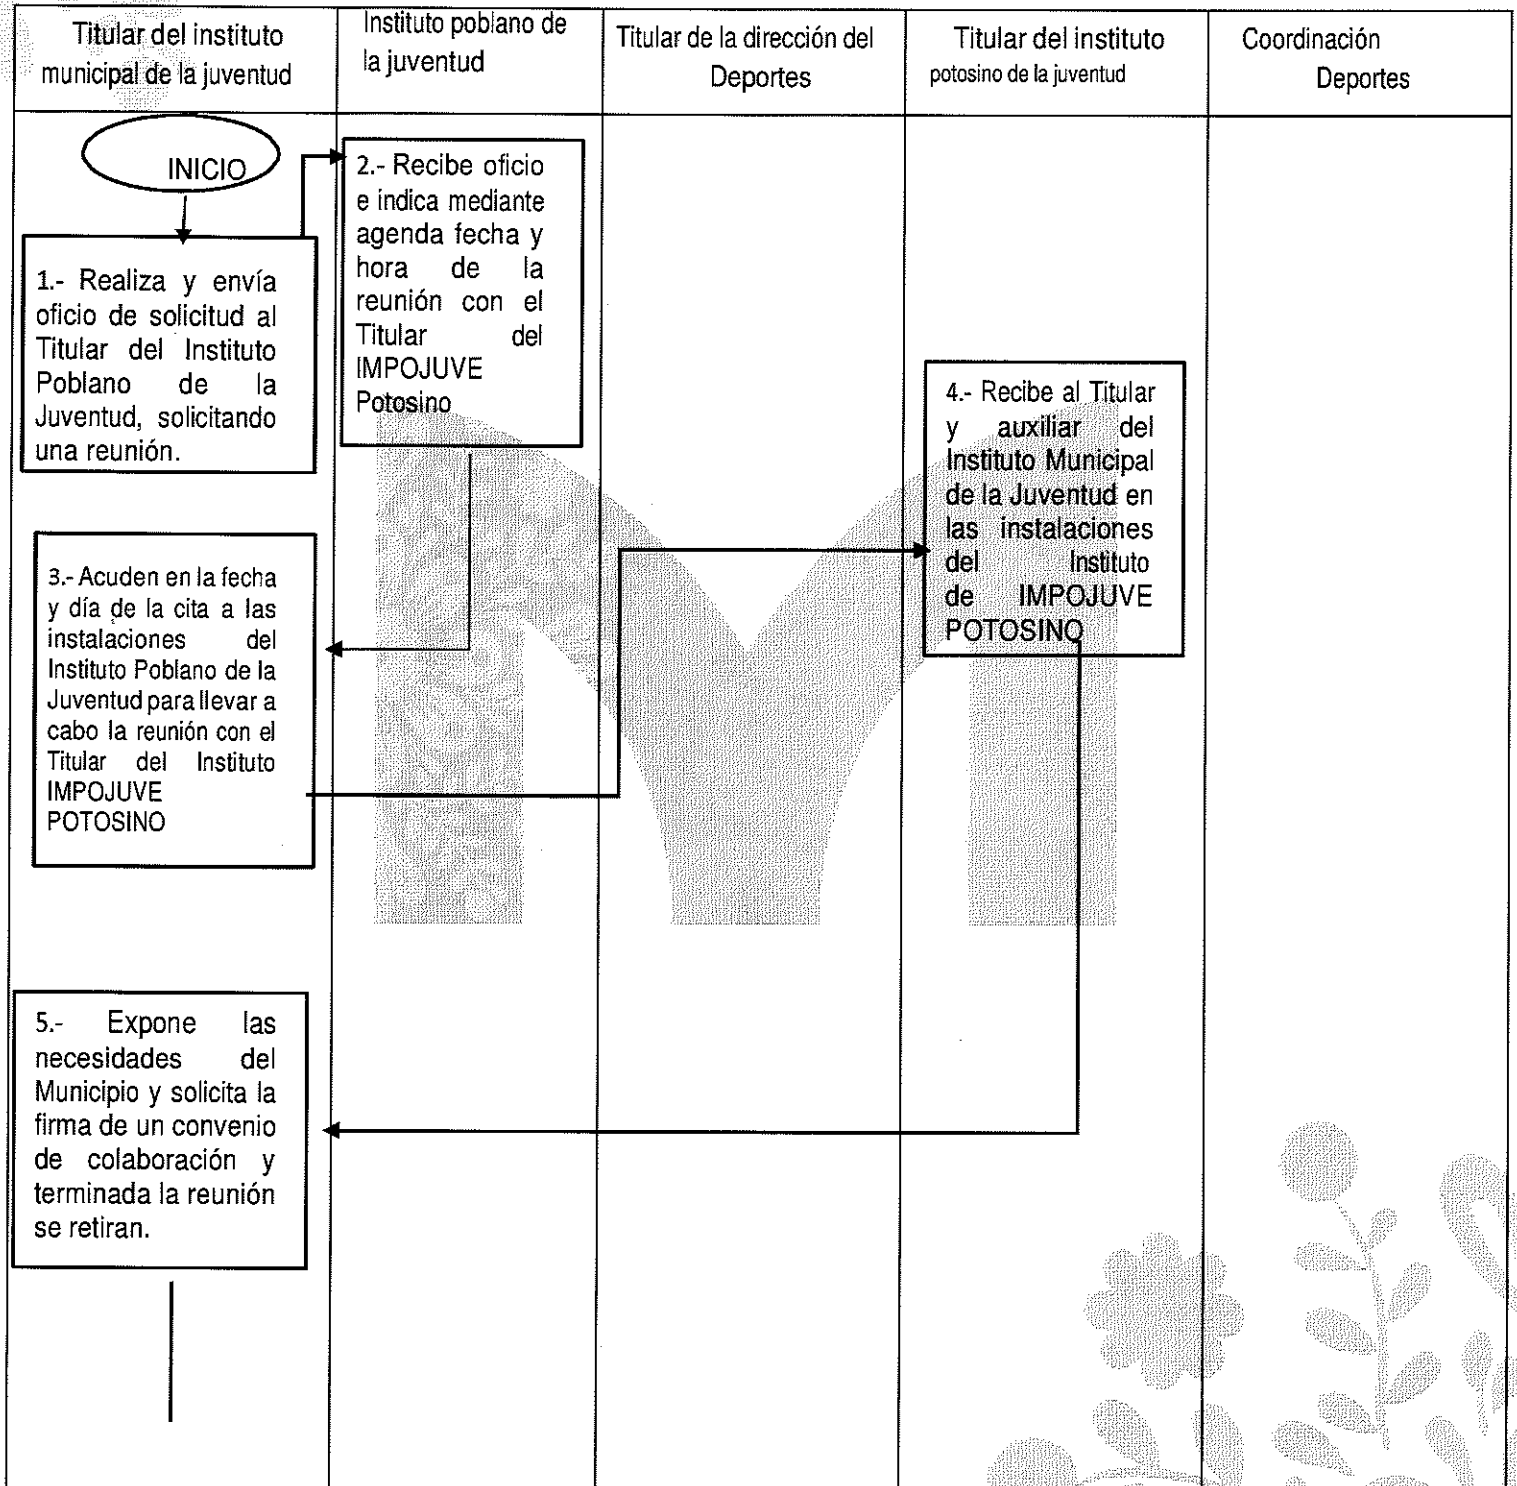 Titular del instituto
municipal de la juventud
Instituto poblano de
la juventud
Titular de la dirección del
Deportes
Titular del instituto
potosino de la juventud
Coordinación
Deportes
INICIO
1.- Realiza y envía
oficio de solicitud al
Titular del Instituto
Poblano de la
Juventud, solicitando
una reunión.
2.- Recibe oficio
e indica mediante
agenda fecha y
hora de la
reunión con el
Titular del
IMPOJUVE
Potosino
3.- Acuden en la fecha
y día de la cita a las
instalaciones del
Instituto Poblano de la
Juventud para llevar a
cabo la reunión con el
Titular del Instituto
IMPOJUVE
POTOSINO
4.- Recibe al Titular
y auxiliar del
Instituto Municipal
de la Juventud en
las instalaciones
del Instituto
de IMPOJUVE
POTOSINO
5.- Expone las
necesidades del
Municipio y solicita la
firma de un convenio
de colaboración y
terminada la reunión
se retiran.